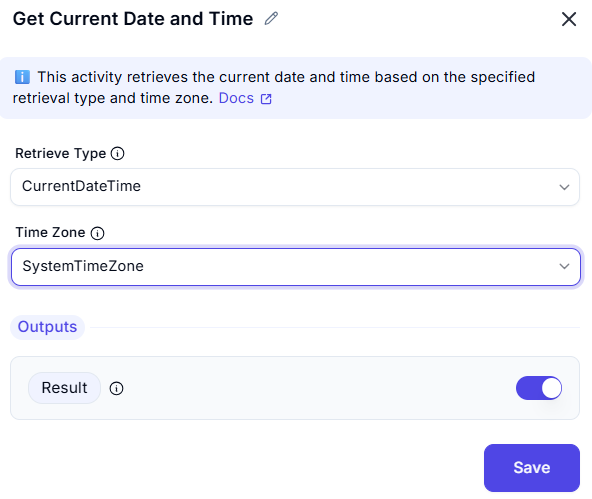 Get Current Date and Time
This activity retrieves the current date and time based on the specified
retrieval type and time zone. Docs
Retrieve Type
CurrentDateTime
Time Zone
SystemTimeZone
Outputs
Result
Save